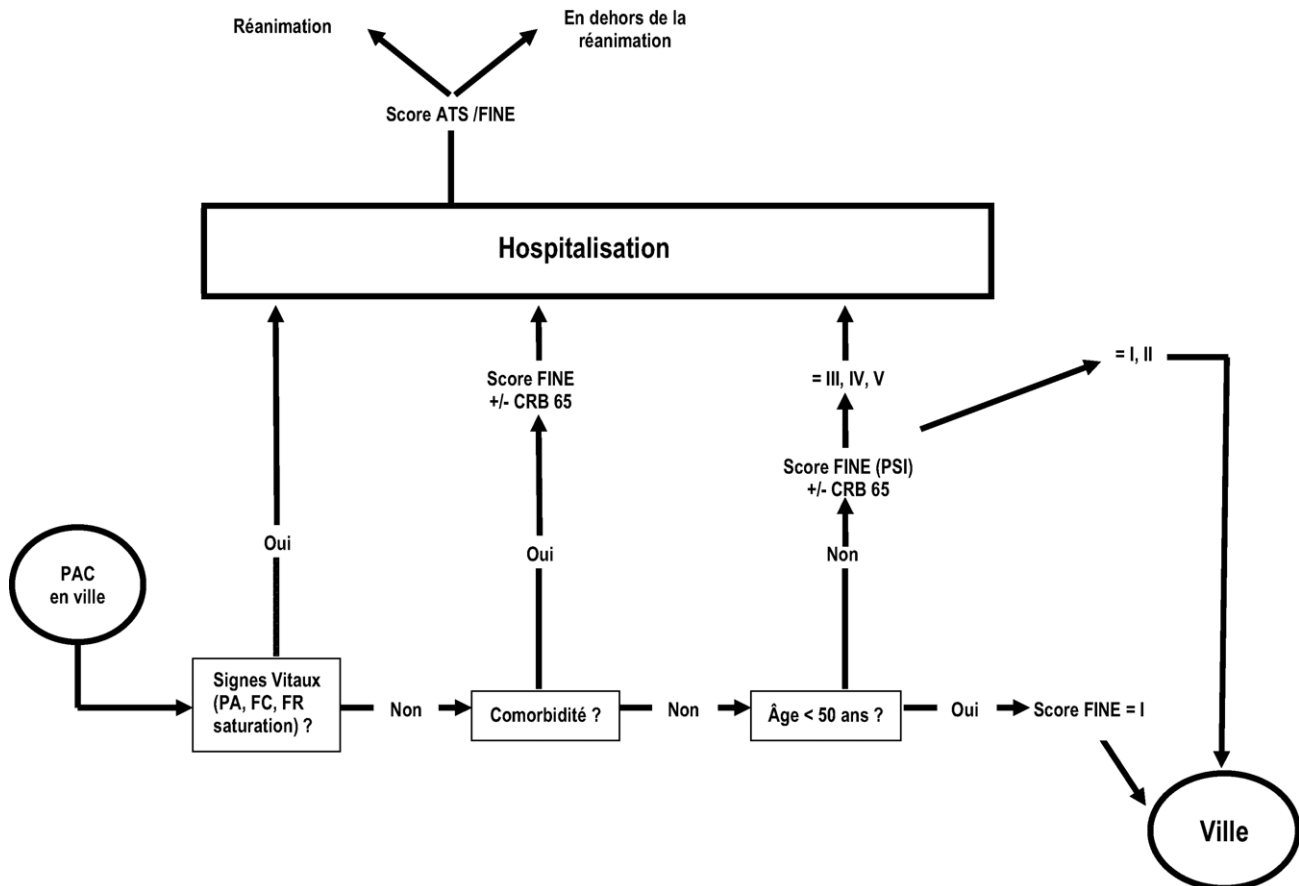 Réanimation
En dehors de la
réanimation
Score ATS /FINE
Hospitalisation
Score FINE
+/- CRB 65
= III, IV, V
= I, II
Score FINE (PSI)
+/- CRB 65
Oui
Oui
Non
PAC
en ville
Signes Vitaux
(PA, FC, FR
saturation) ?
Non
Comorbidité ?
Non
Âge < 50 ans ?
Oui
Score FINE = I
Ville